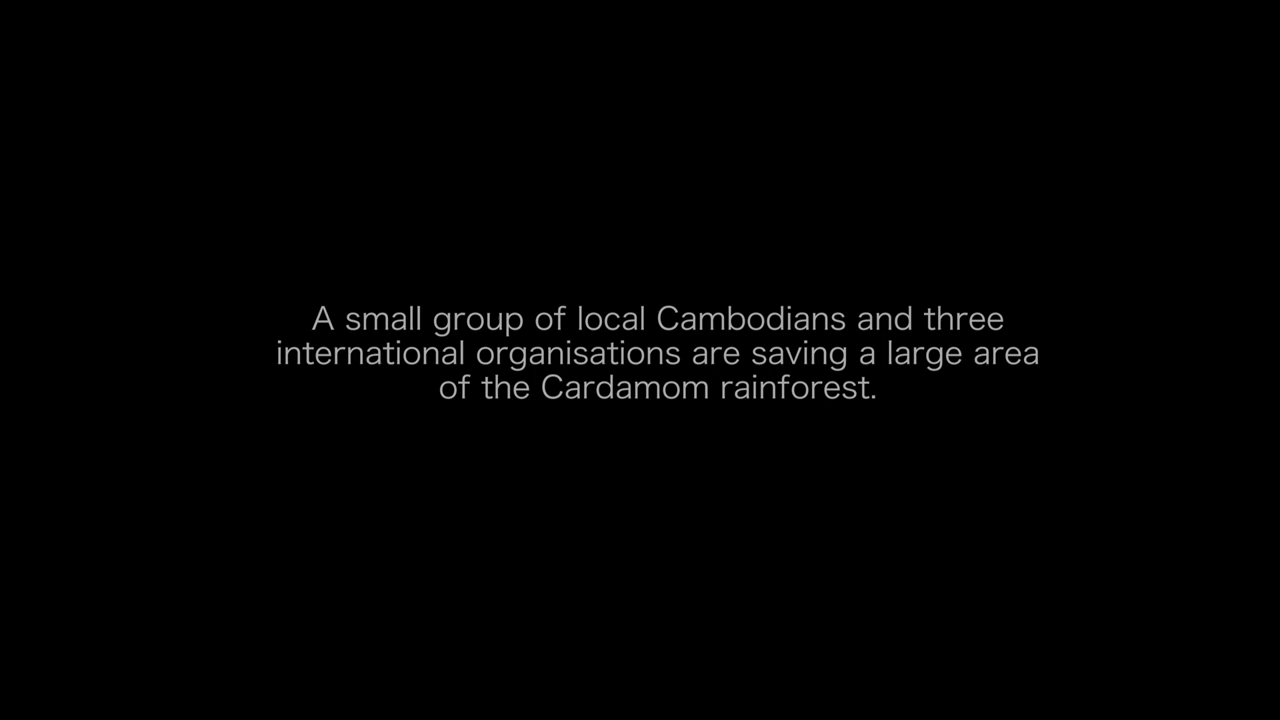 A small group of local Cambodians and three
international organisations are saving a large area
of the Cardamom rainforest.